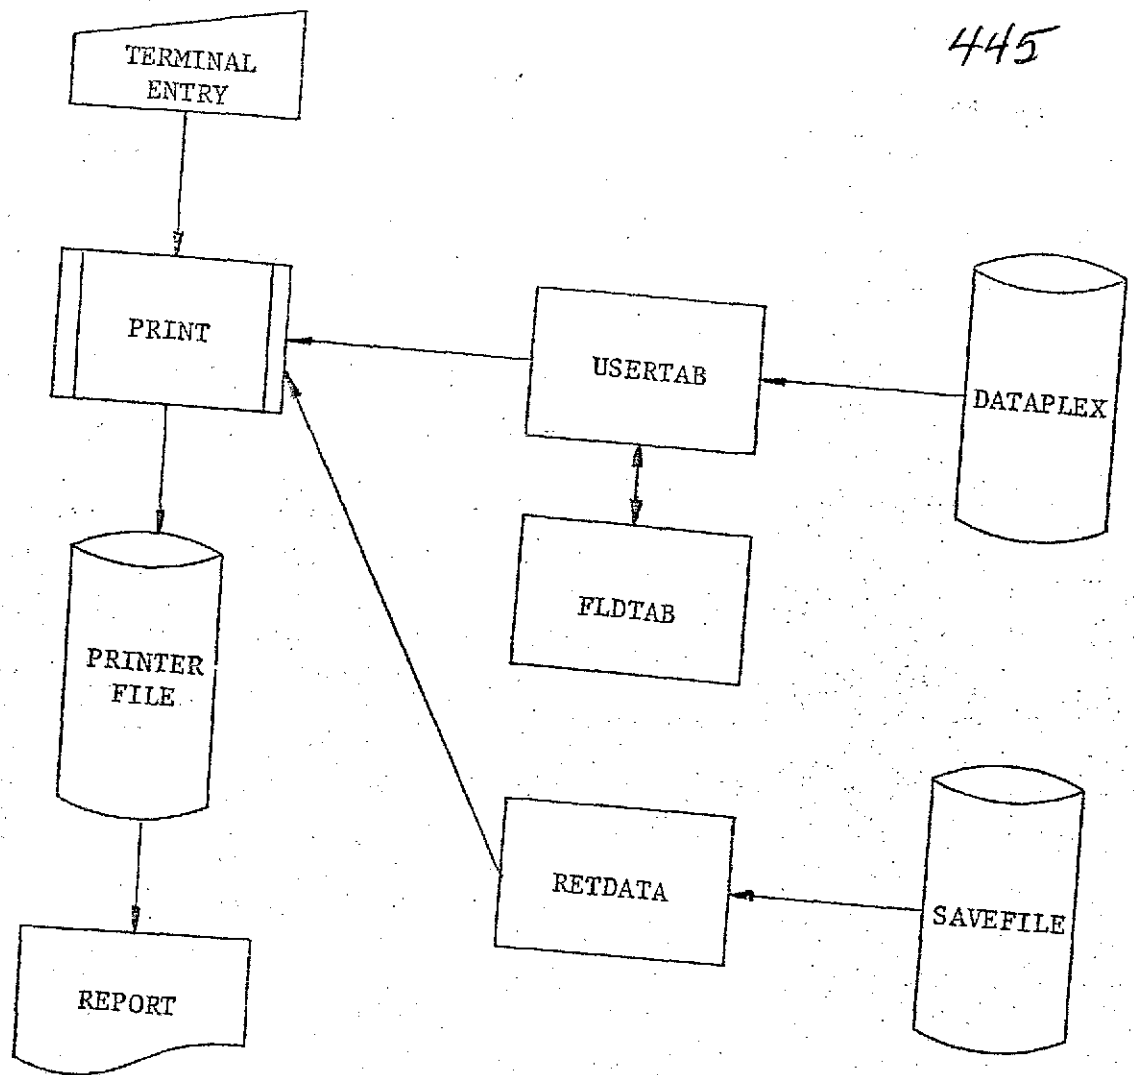 445
TERMINAL
ENTRY
PRINT
USERTAB
DATAPLEX
FLDTAB
PRINTER
FILE
RETDATA
SAVEFILE
REPORT